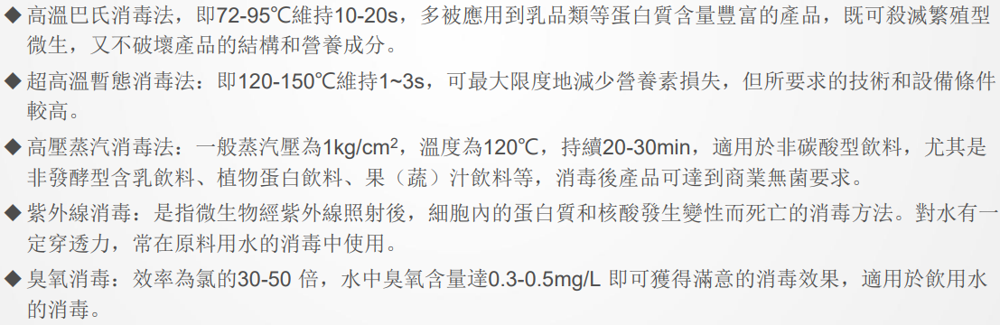 ◆ 高溫巴氏消毒法，即72-95℃維持10-20s，多被應用到乳品類等蛋白質含量豐富的產品，既可殺滅繁殖型
微生，又不破壞產品的結構和營養成分。
◆ 超高溫暫態消毒法：即120-150℃維持1~3s，可最大限度地減少營養素損失，但所要求的技術和設備條件
較高。
◆ 高壓蒸汽消毒法：一般蒸汽壓為1kg/cm²，溫度為120℃，持續20-30min，適用於非碳酸型飲料，尤其是
非發酵型含乳飲料、植物蛋白飲料、果（蔬）汁飲料等，消毒後產品可達到商業無菌要求。
◆ 紫外線消毒：是指微生物經紫外線照射後，細胞內的蛋白質和核酸發生變性而死亡的消毒方法。對水有一
定穿透力，常在原料用水的消毒中使用。
◆ 臭氧消毒：效率為氯的30-50 倍，水中臭氧含量達0.3-0.5mg/L 即可獲得滿意的消毒效果，適用於飲用水
的消毒。